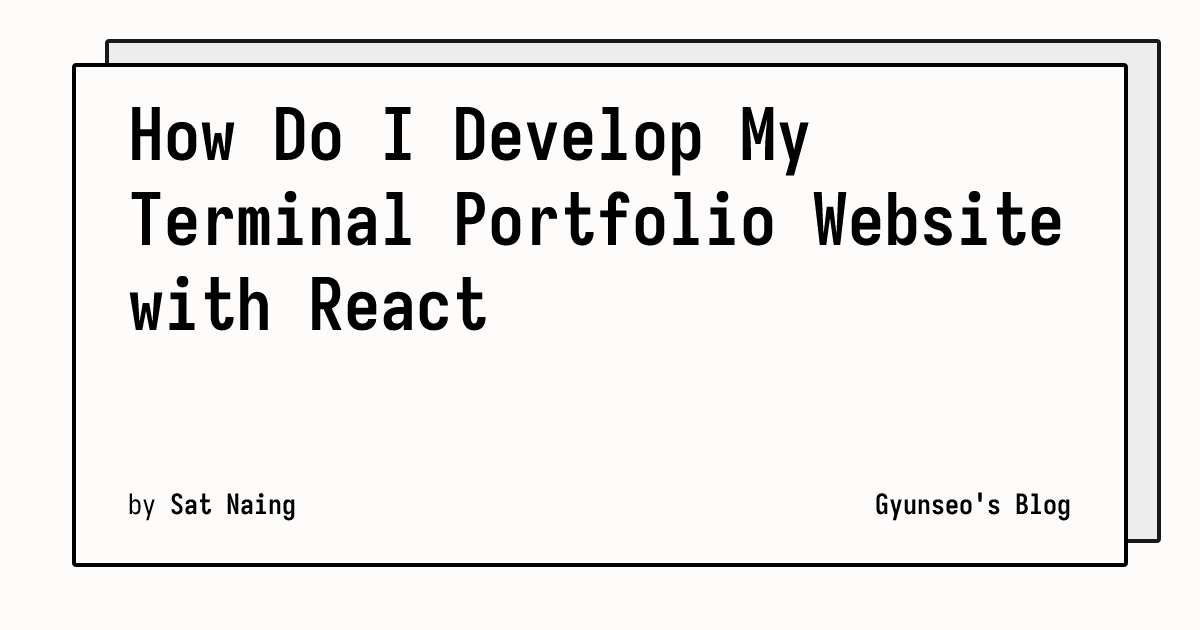 How Do I Develop My
Terminal Portfolio Website
with React
by Sat Naing
Gyunseo's Blog